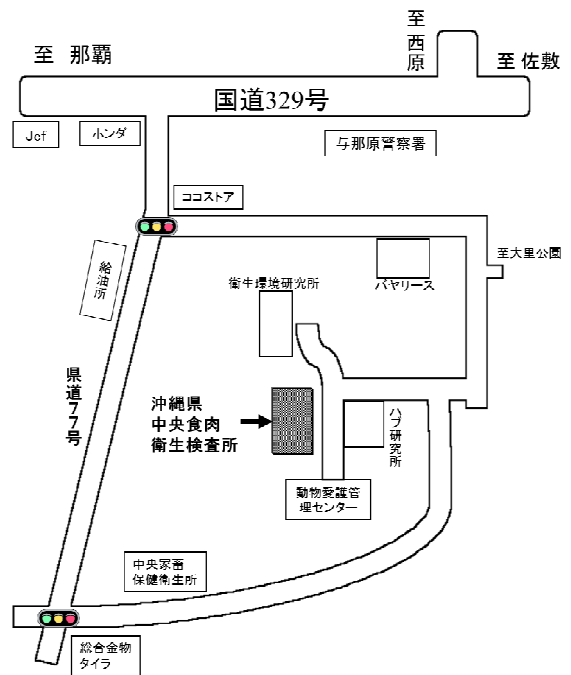 至 西原
至 那覇
至 佐敷
国道329号
Jef
ホンダ
与那原警察署
ココストア
至大里公園
給油所
衛生環境研究所
バヤリース
県道77号
沖縄県
中央食肉
衛生検査所
ハブ研究所
動物愛護管
理センター
中央家畜
保健衛生所
総合金物
タイラ